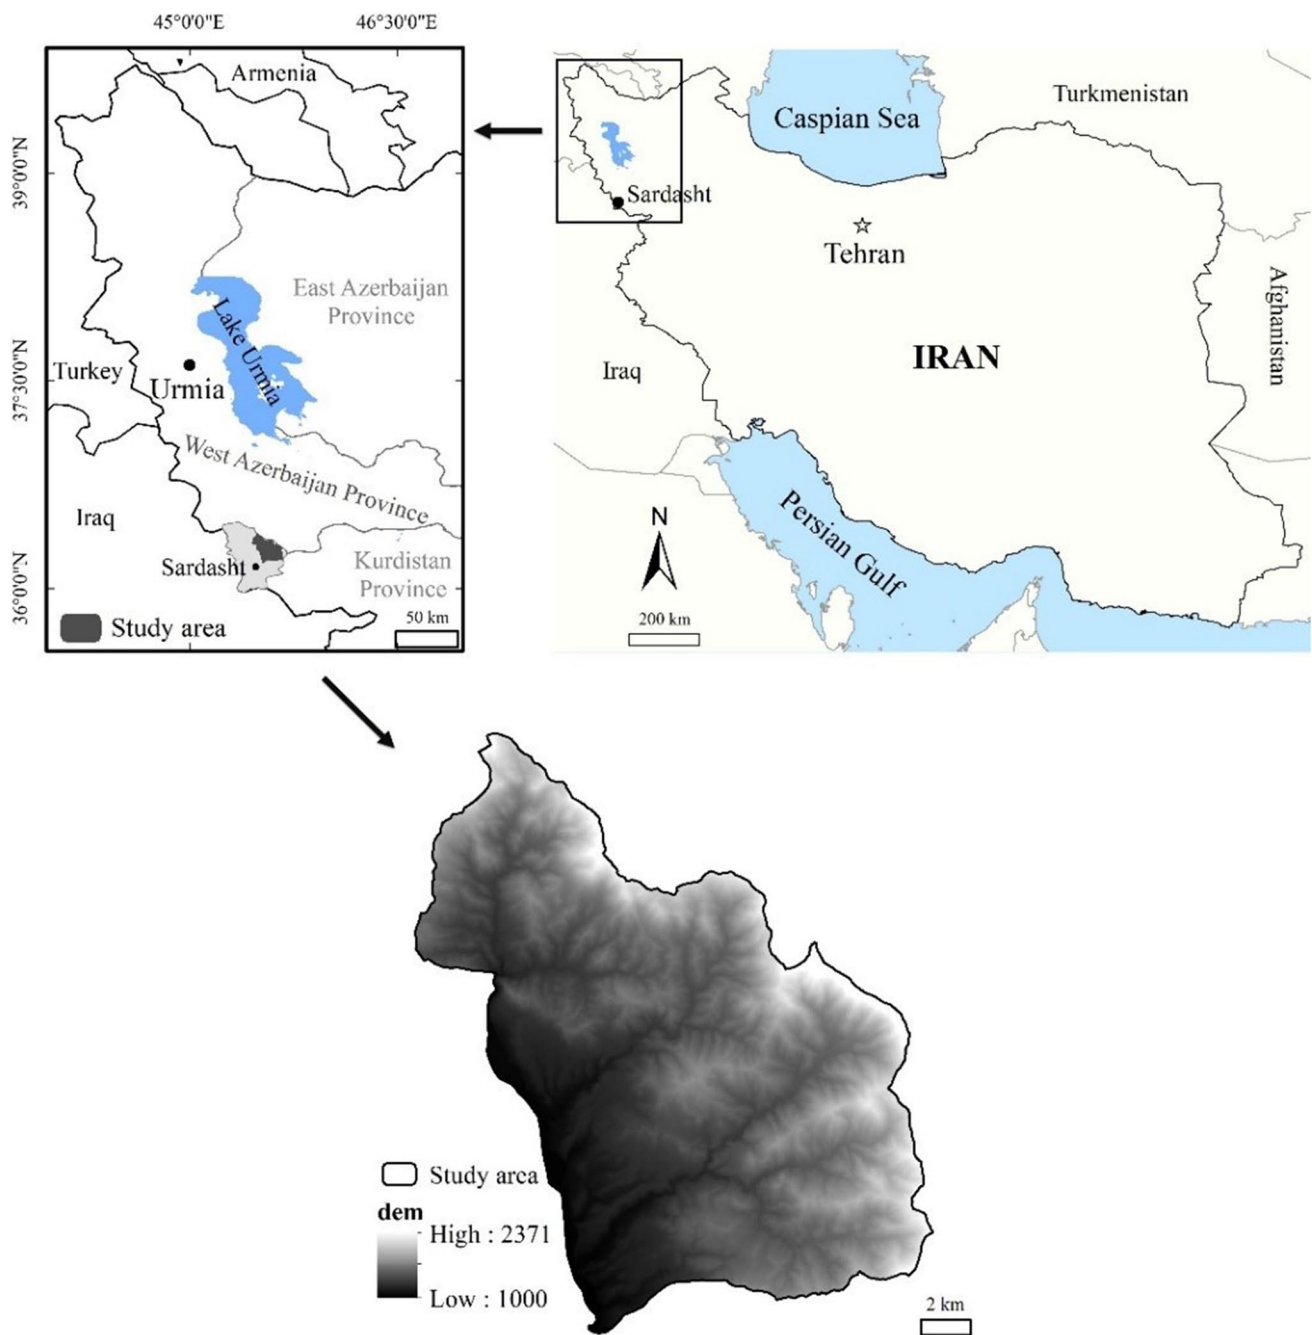 45°0'0"E
46°30'0"E
39°0'0"N
37°30'0"N
36°0'0"N
Armenia
East Azerbaijan
Province
Lake Urmia
Turkey
Urmia
West Azerbaijan Province
Iraq
Sardasht
Kurdistan
Province
Study area
50 km
Caspian Sea
Turkmenistan
Sardasht
Tehran
Afghanistan
IRAN
Iraq
Persian Gulf
N
200 km
Study area
dem
High : 2371
Low : 1000
2 km